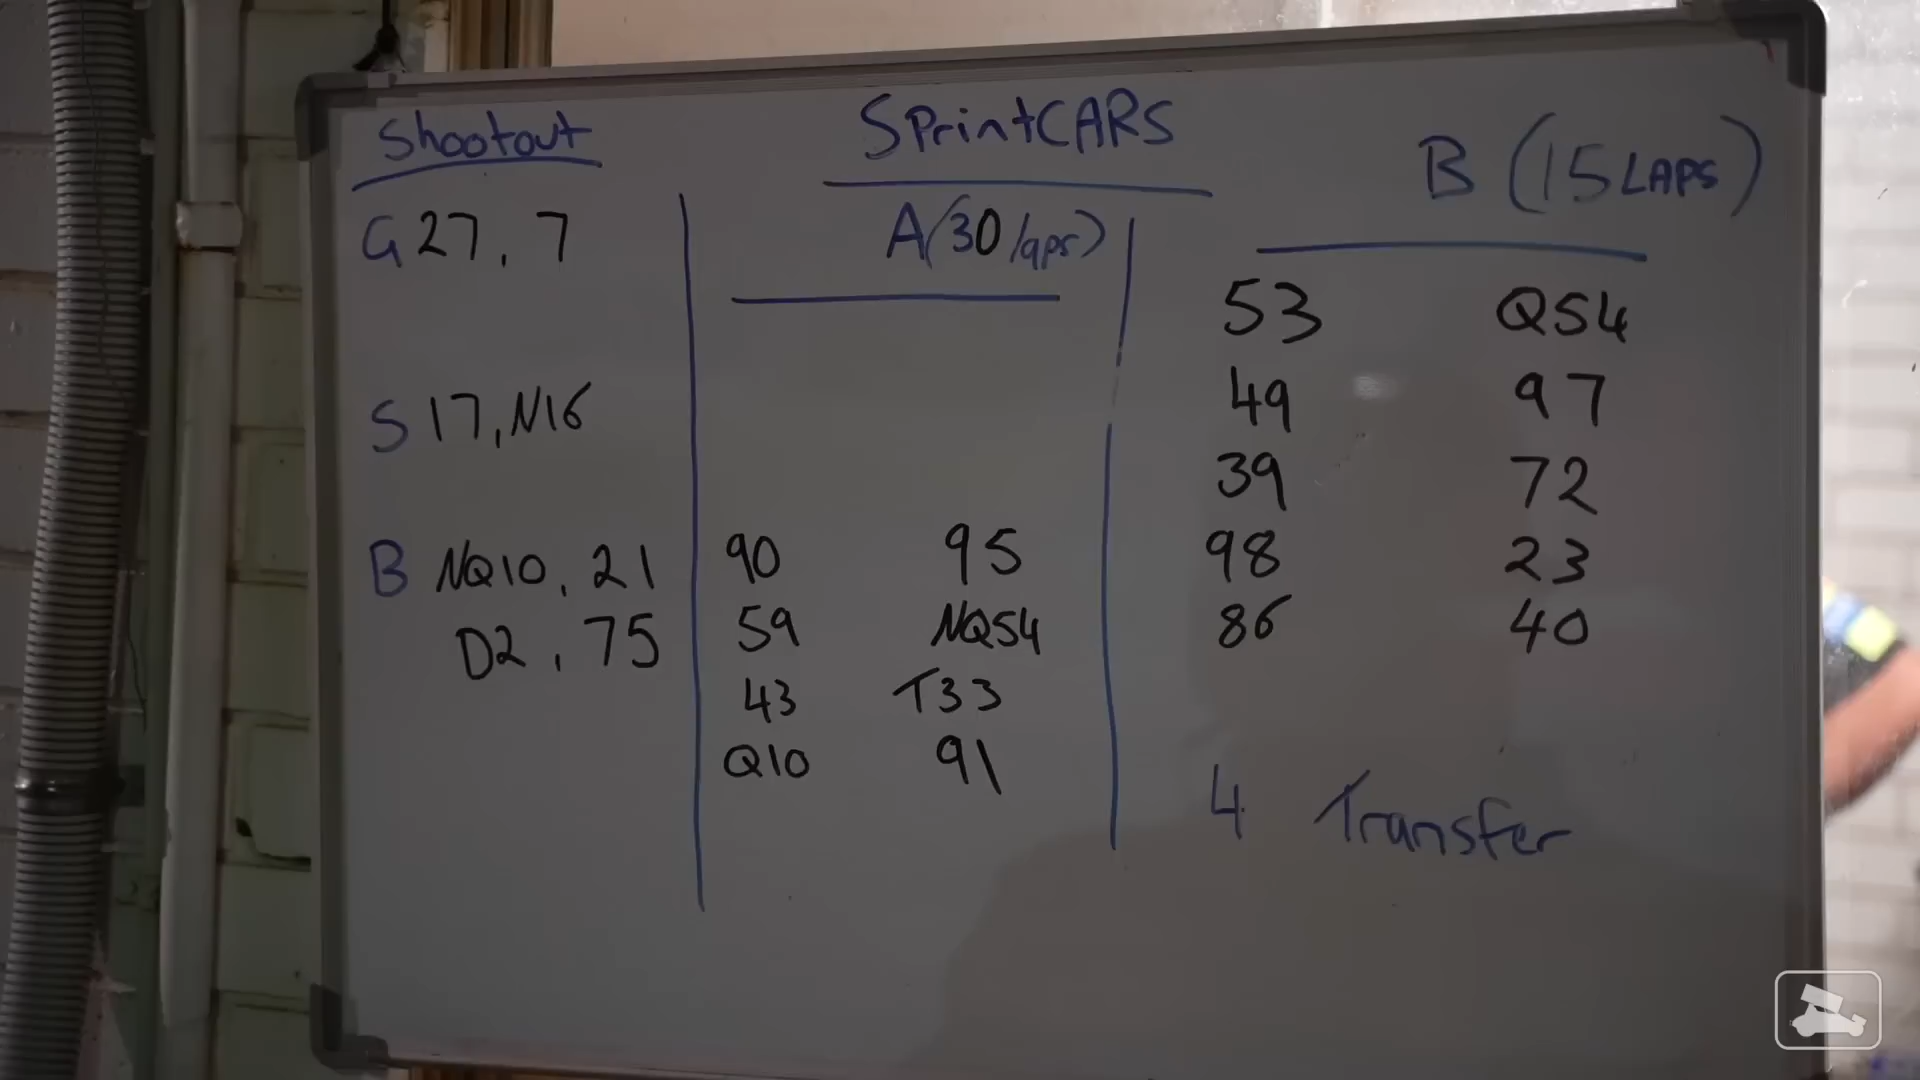 Shootout
G 27, 7
S 17, N16
B NQ10, 21
D2, 75
SprintCARS
A (30 laps)
90 95
59 NQ54
43 T33
Q10 91
B (15 LAPS)
53 Q54
49 97
39 72
98 23
86 40
4 Transfer